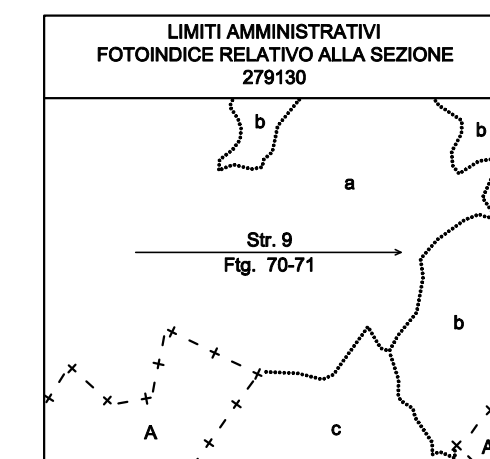 LIMITI AMMINISTRATIVI
FOTOINDICE RELATIVO ALLA SEZIONE
279130
b
b
a
Str. 9
Ftg. 70-71
b
A
c
A